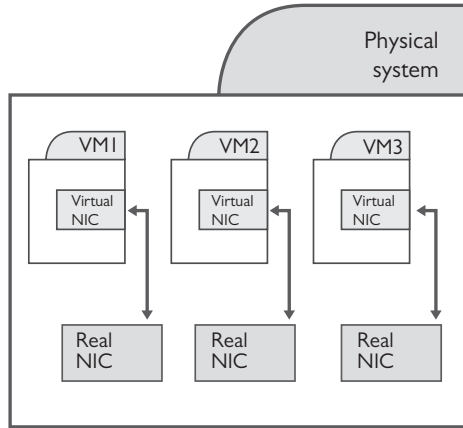 Physical
system
VM1
VM2
VM3
Virtual
NIC
Virtual
NIC
Virtual
NIC
Real
NIC
Real
NIC
Real
NIC